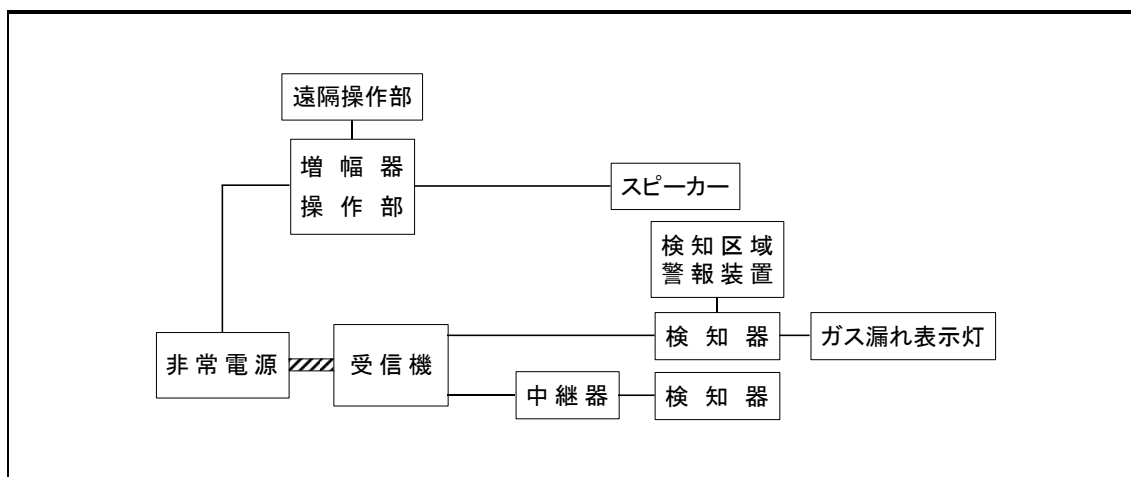 遠隔操作部
増幅器
操作部
スピーカー
検知区域
警報装置
非常電源
受信機
検知器
ガス漏れ表示灯
中継器
検知器